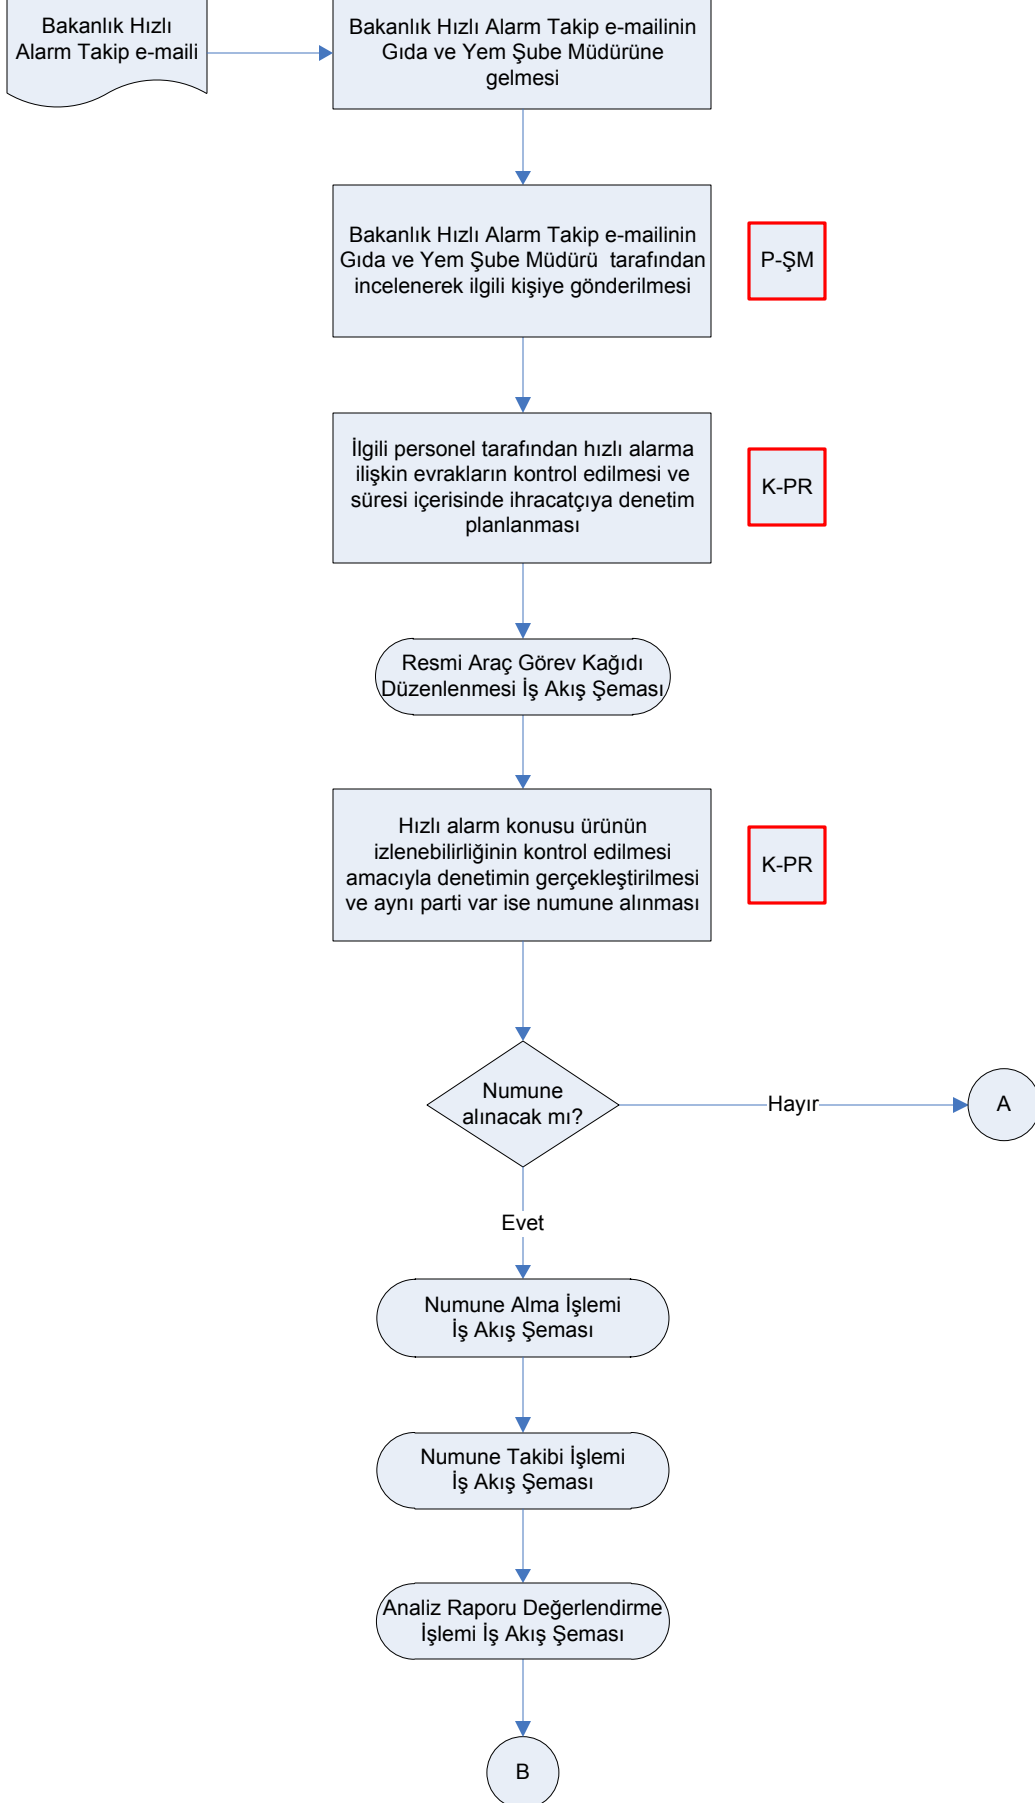 Bakanlık Hızlı
Alarm Takip e-maili
Bakanlık Hızlı Alarm Takip e-mailinin
Gıda ve Yem Şube Müdürüne
gelmesi
Bakanlık Hızlı Alarm Takip e-mailinin
Gıda ve Yem Şube Müdürü tarafından
incelenerek ilgili kişiye gönderilmesi
P-ŞM
İlgili personel tarafından hızlı alarma
ilişkin evrakların kontrol edilmesi ve
süresi içerisinde ihracatçıya denetim
planlanması
K-PR
Resmi Araç Görev Kağıdı
Düzenlenmesi İş Akış Şeması
Hızlı alarm konusu ürünün
izlenebilirliğinin kontrol edilmesi
amacıyla denetimin gerçekleştirilmesi
ve aynı parti var ise numune alınması
K-PR
Numune
alınacak mı?
Hayır
A
Evet
Numune Alma İşlemi
İş Akış Şeması
Numune Takibi İşlemi
İş Akış Şeması
Analiz Raporu Değerlendirme
İşlemi İş Akış Şeması
B